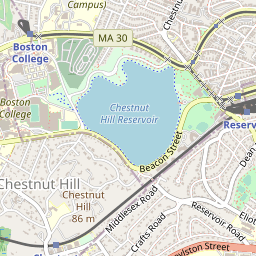 Campus)
Chestnut
MA 30
Boston
College
Chestnut
Hill Reservoir
Boston
College
Reserv
Beacon Street
Dean
Chestnut Hill
Chestnut
Hill
86 m
Middlesex Road
Reservoir Road
Eliot
Crafts Road
ylston Street